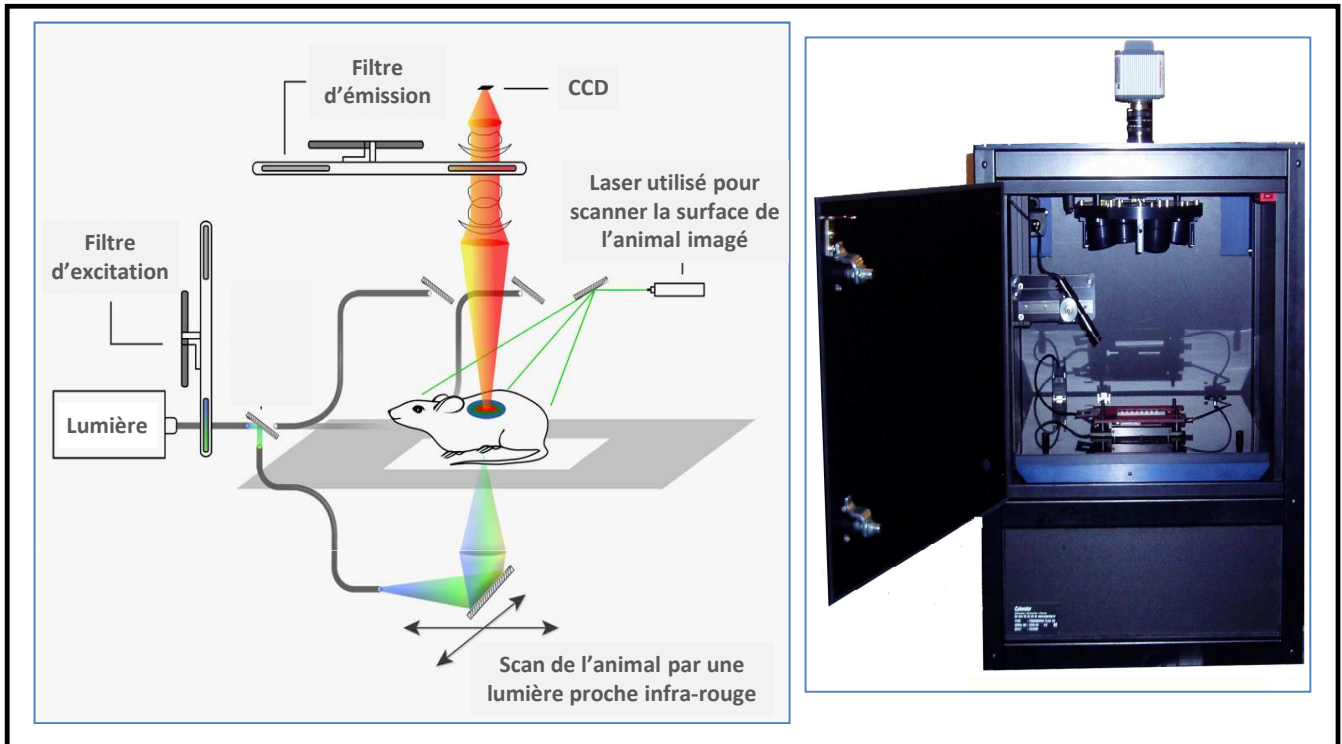 Filtre
d'émission
CCD
Laser utilisé pour
scanner la surface de
l'animal imagé
Filtre
d'excitation
Lumière
Scan de l'animal par une
lumière proche infra-rouge